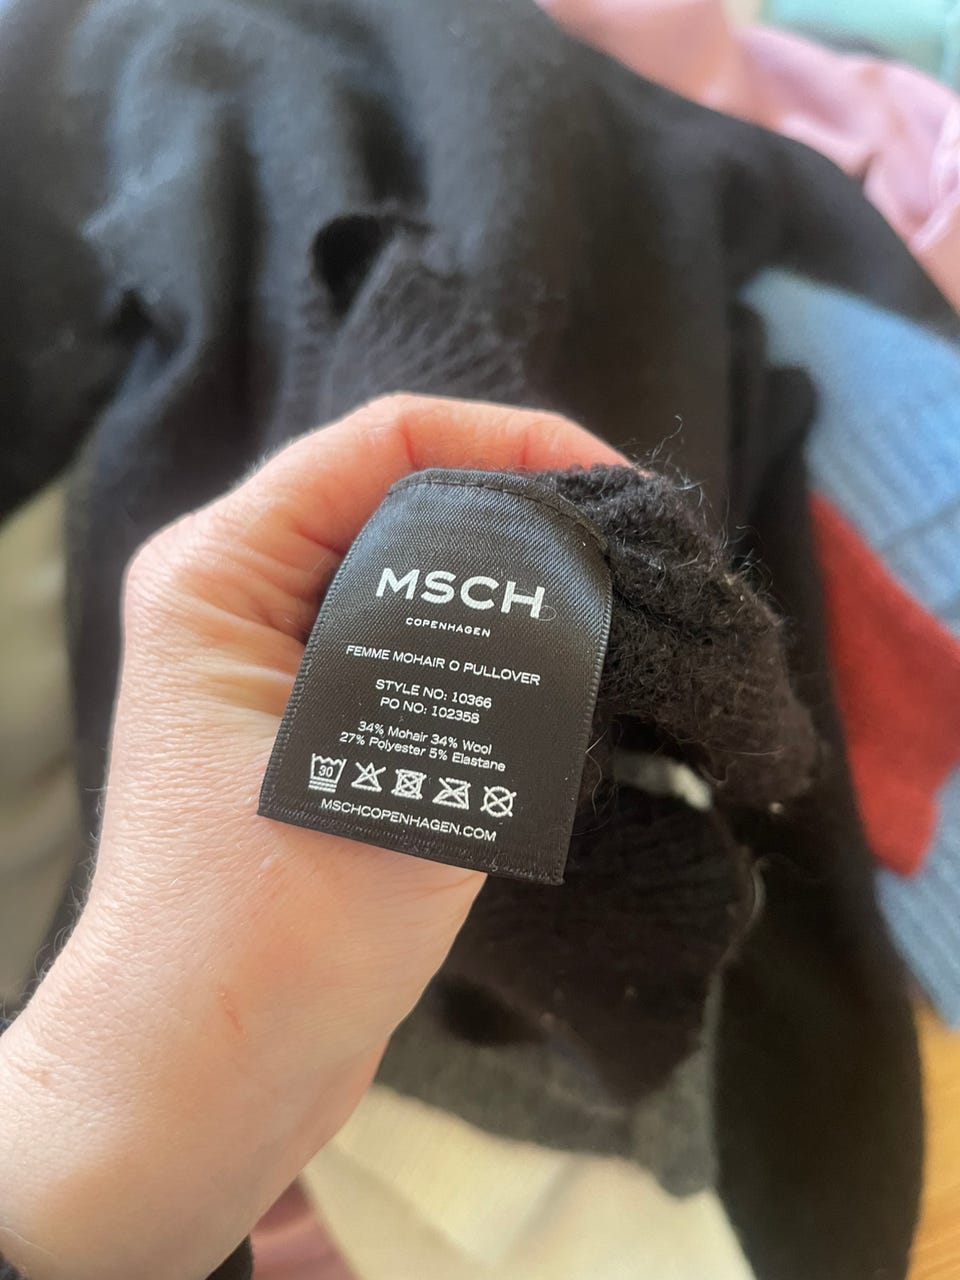 MSCH
COPENHAGEN
FEMME MOHAIR O PULLOVER
STYLE NO: 10366
PO NO: 102358
34% Mohair 34% Wool
27% Polyester 5% Elastane
30
MSCHCOPENHAGEN.COM